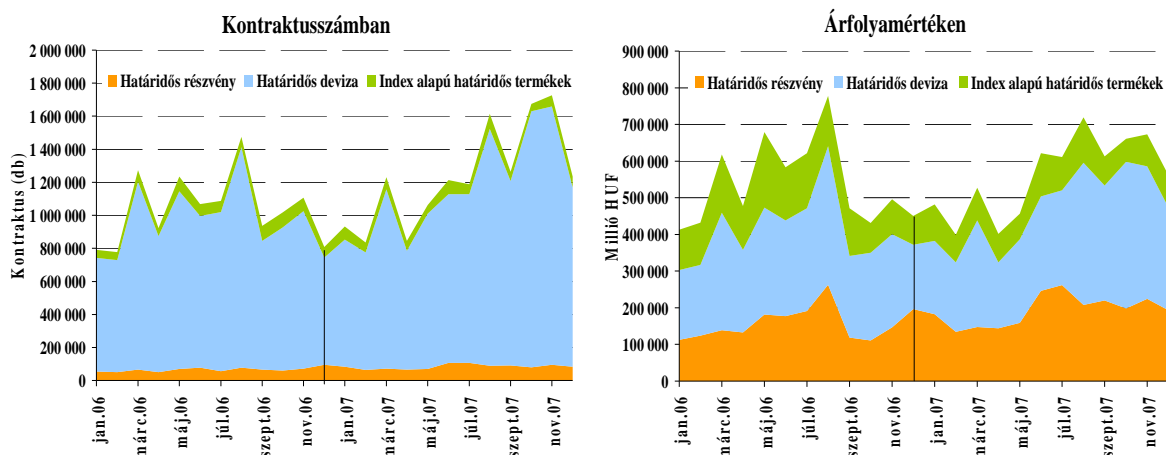 Kontraktusszámban
2 000 000
1 800 000
1 600 000
1 400 000
1 200 000
1 000 000
800 000
600 000
400 000
200 000
0
Kontraktus (db)
Határidős részvény
Határidős deviza
Index alapú határidős termékek
jan.06
márc.06
máj.06
júl.06
szept.06
nov.06
jan.07
márc.07
máj.07
júl.07
szept.07
nov.07
Árfolyamértéken
900 000
800 000
700 000
600 000
500 000
400 000
300 000
200 000
100 000
0
Millió HUF
Határidős részvény
Határidős deviza
Index alapú határidős termékek
jan.06
márc.06
máj.06
júl.06
szept.06
nov.06
jan.07
márc.07
máj.07
júl.07
szept.07
nov.07